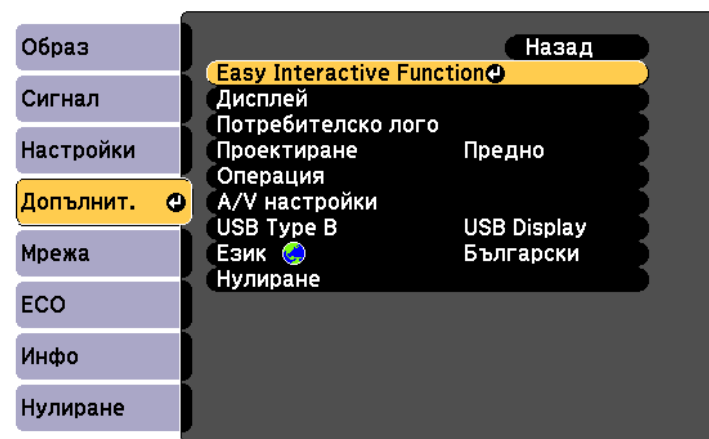 Образ
Сигнал
Настройки
Допълнит.
Мрежа
ECO
Инфо
Нулиране
Назад
Easy Interactive Function
Дисплей
Потребителско лого
Проектиране Предно
Операция
A/V настройки
USB Type B USB Display
Език Български
Нулиране